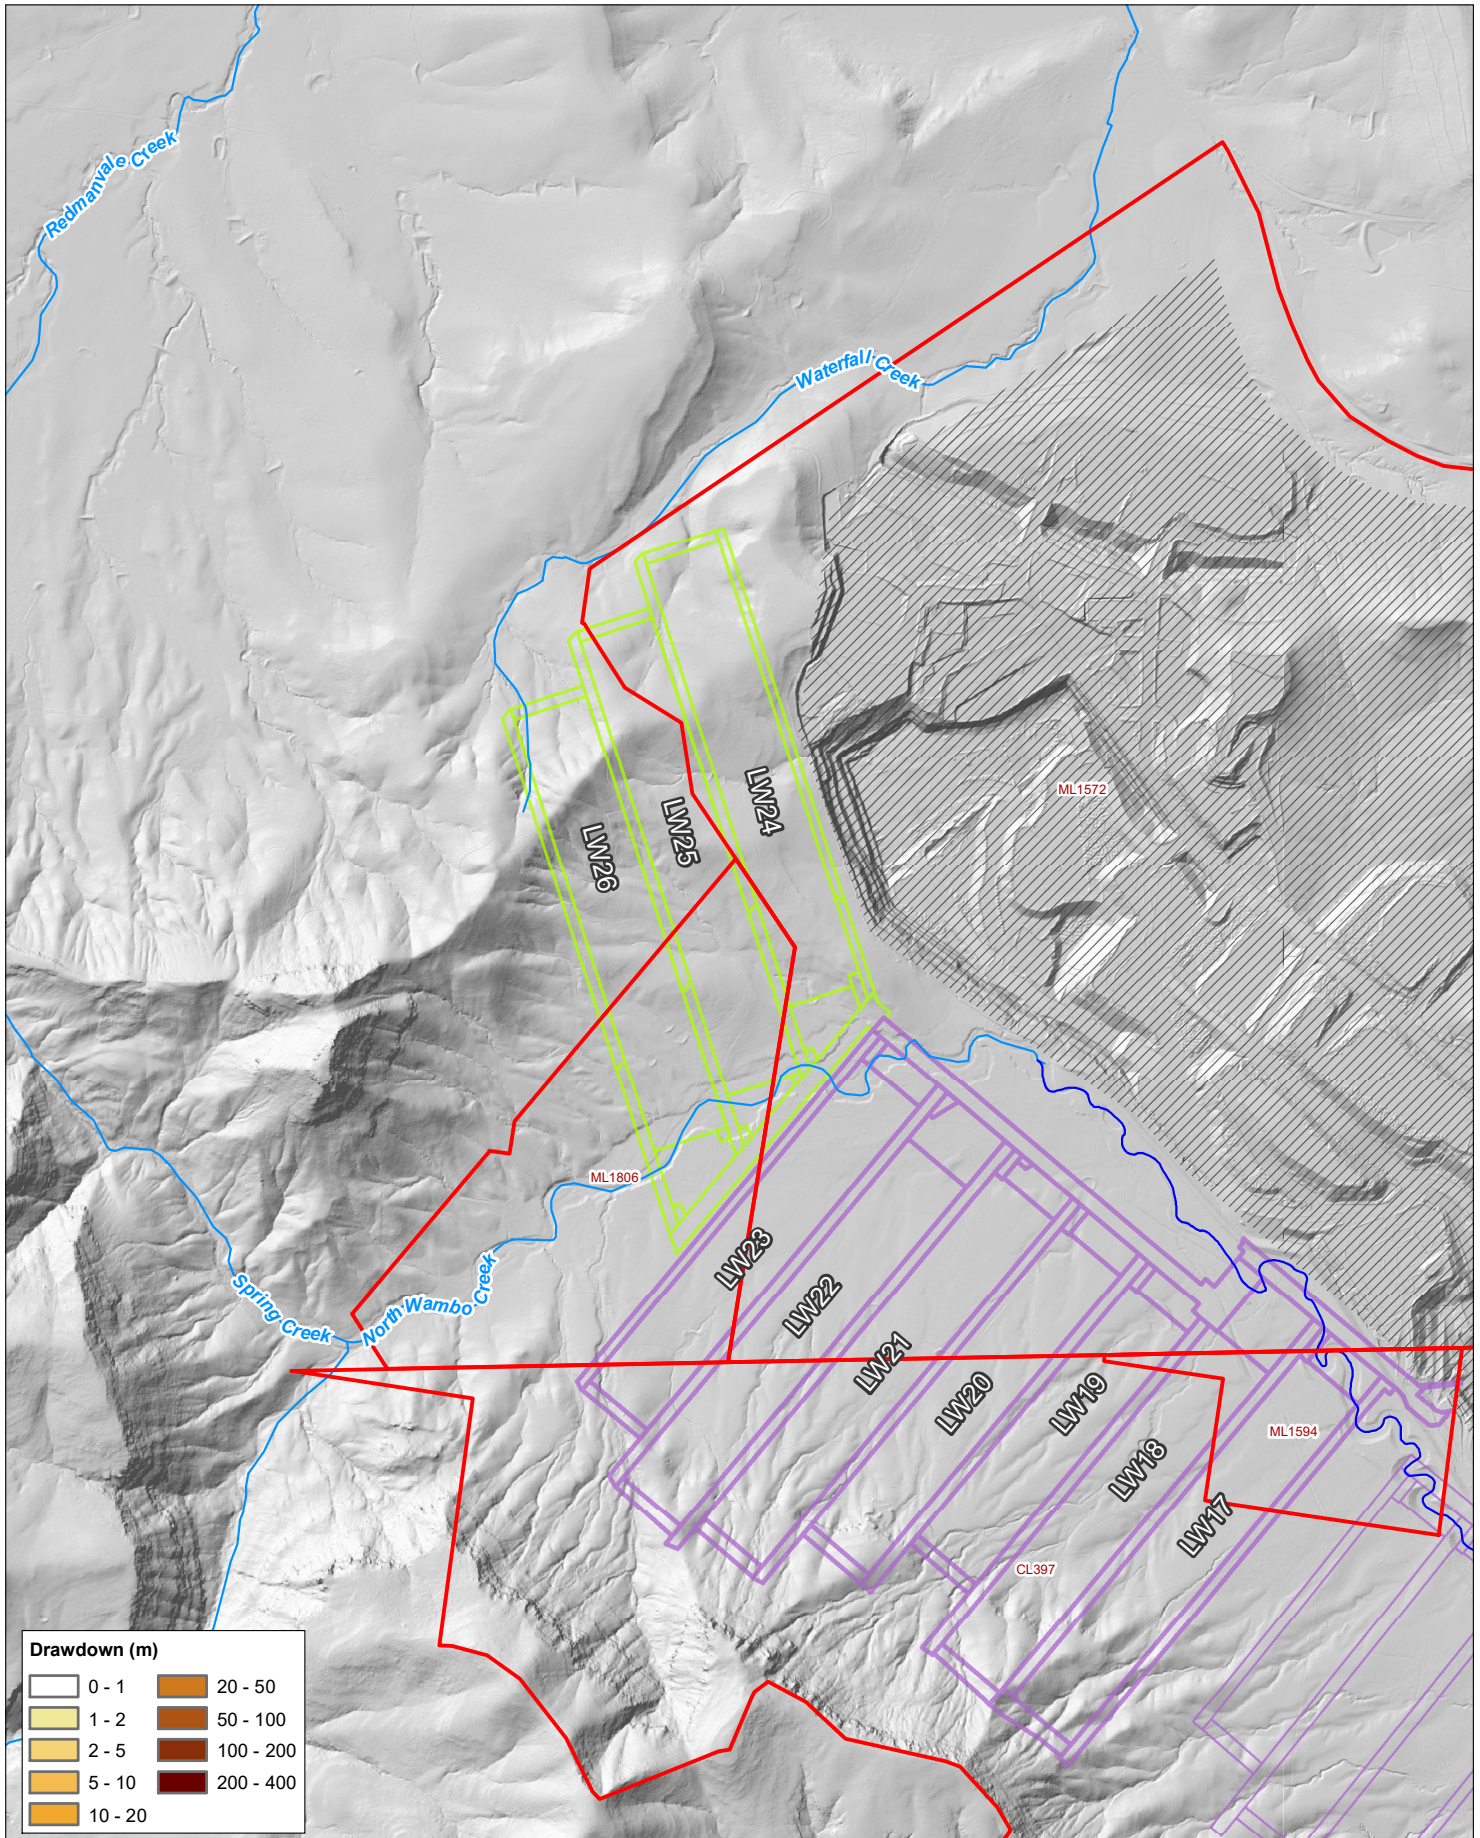 Redmanvale Creek
Waterfall Creek
ML1572
LW24
LW25
LW26
ML1806
LW23
Spring Creek
North Wambo Creek
LW22
LW21
LW20
LW19
ML1594
LW18
LW17
CL397
Drawdown (m)
0 - 1
1 - 2
2 - 5
5 - 10
10 - 20
20 - 50
50 - 100
100 - 200
200 - 400